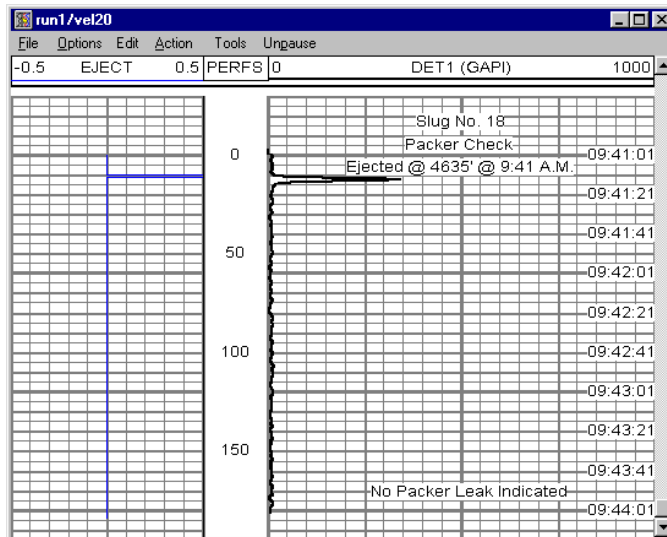 run1/vel20
File Options Edit Action Tools Unpause
-0.5 EJECT 0.5 PERFS 0 DET1 (GAPI) 1000
Slug No. 18
Packer Check
0 09:41:01
Ejected @ 4635' @ 9:41 A.M.
09:41:21
09:41:41
50
09:42:01
09:42:21
100 09:42:41
09:43:01
09:43:21
150
09:43:41
No Packer Leak Indicated
09:44:01